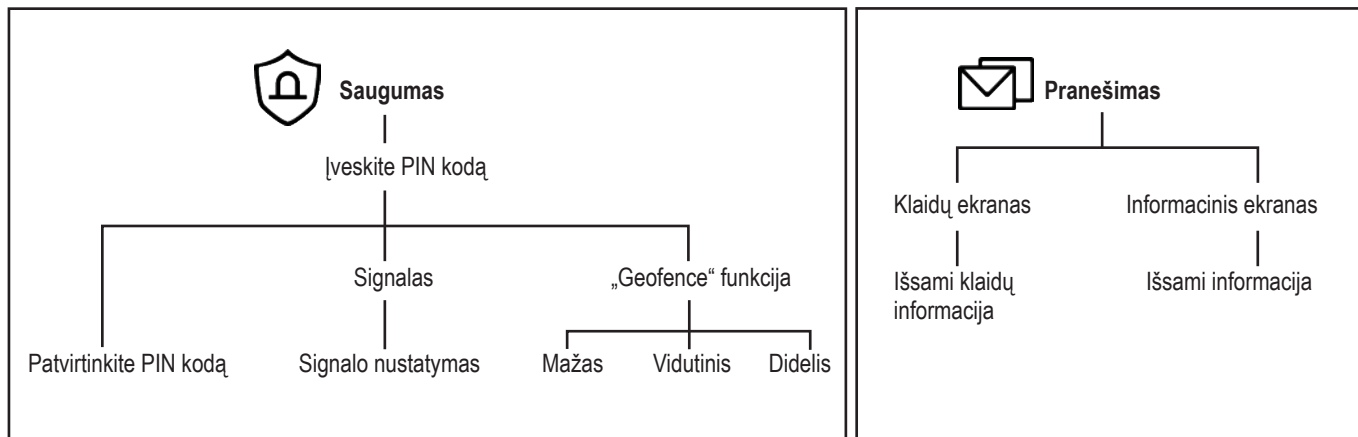 Saugumas
Įveskite PIN kodą
Signalas
„Geofence“ funkcija
Patvirtinkite PIN kodą
Signalo nustatymas
Mažas
Vidutinis
Didelis
Pranešimas
Klaidų ekranas
Informacinis ekranas
Išsami klaidų
informacija
Išsami informacija